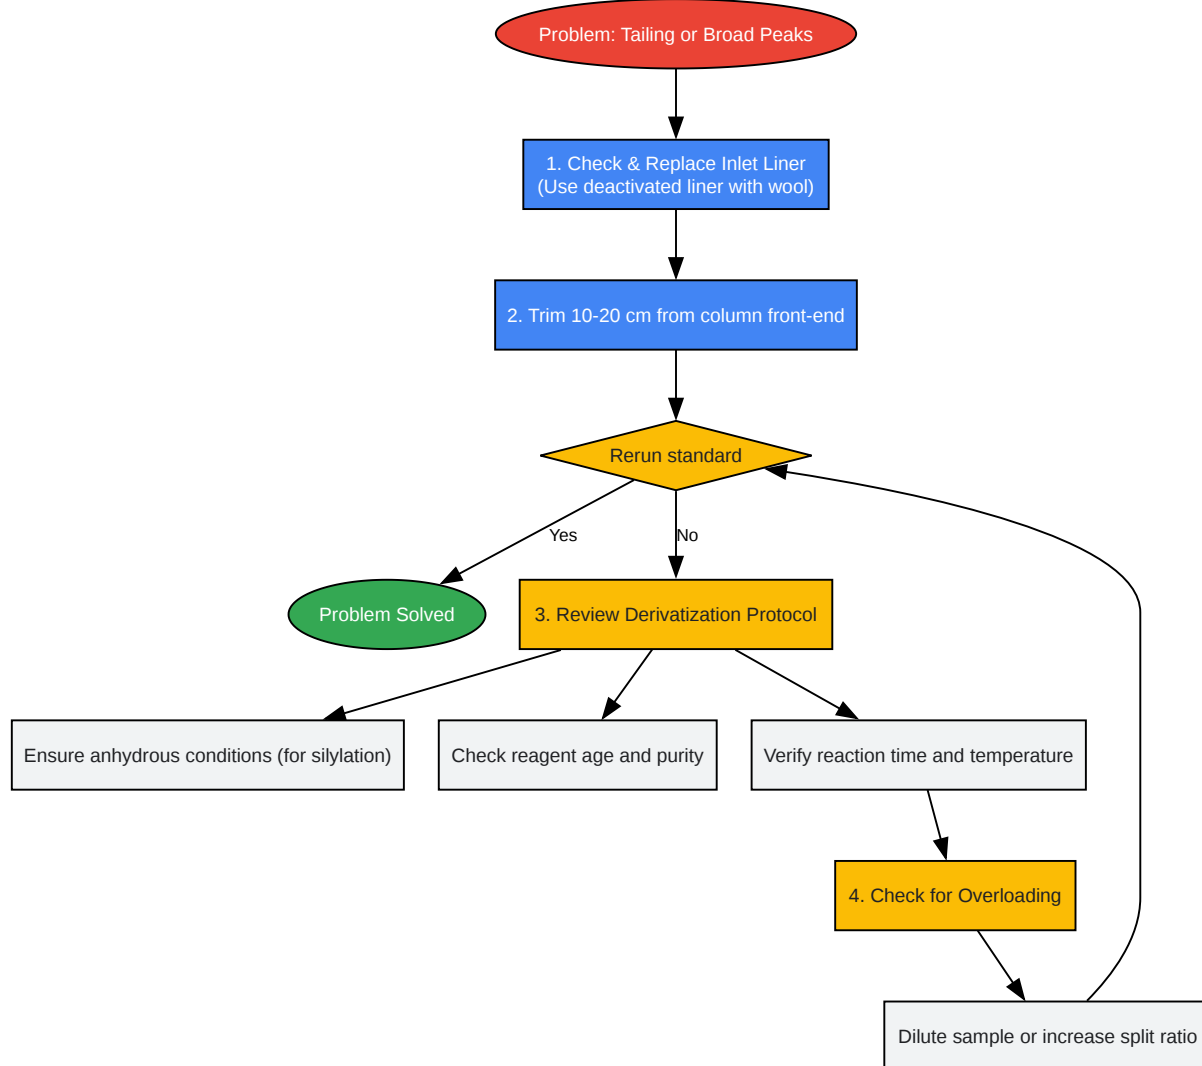 Problem: Tailing or Broad Peaks
1. Check & Replace Inlet Liner
(Use deactivated liner with wool)
2. Trim 10-20 cm from column front-end
Rerun standard
Yes
No
Problem Solved
3. Review Derivatization Protocol
Ensure anhydrous conditions (for silylation)
Check reagent age and purity
Verify reaction time and temperature
4. Check for Overloading
Dilute sample or increase split ratio